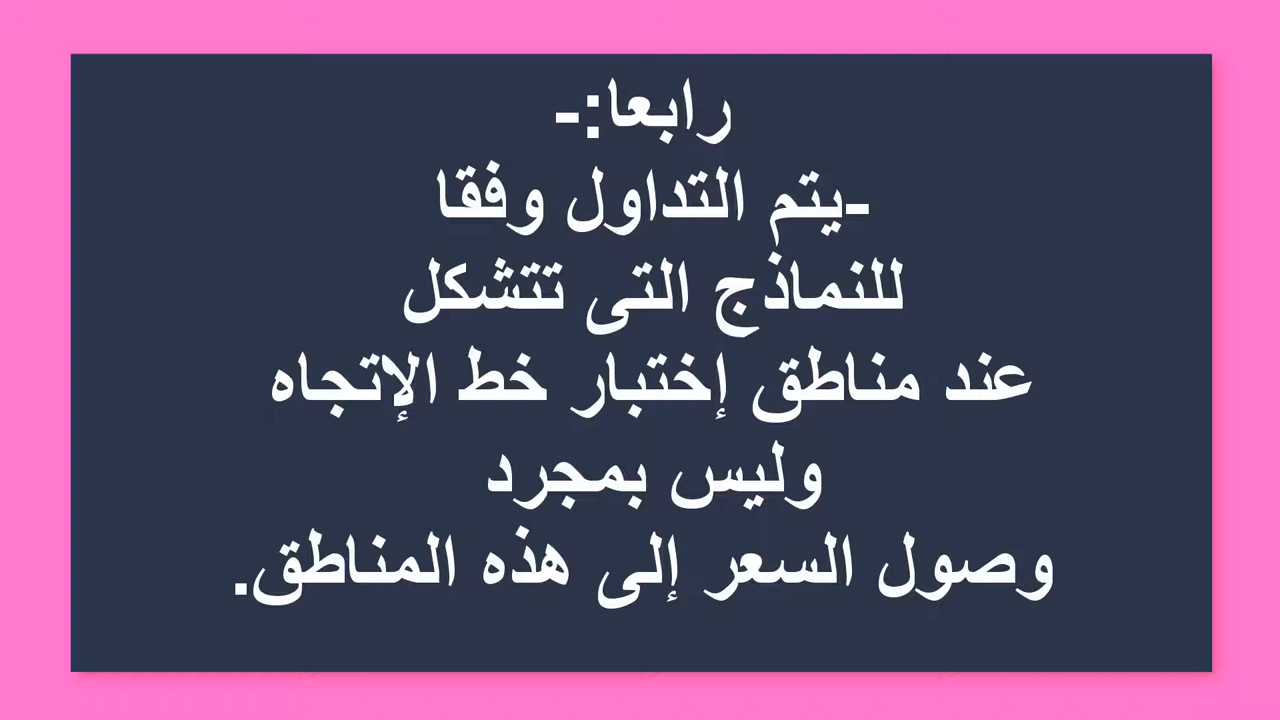 رابعا:-
-يتم التداول وفقا
للنماذج التى تتشكل
عند مناطق إختبار خط الإتجاه
وليس بمجرد
وصول السعر إلى هذه المناطق.